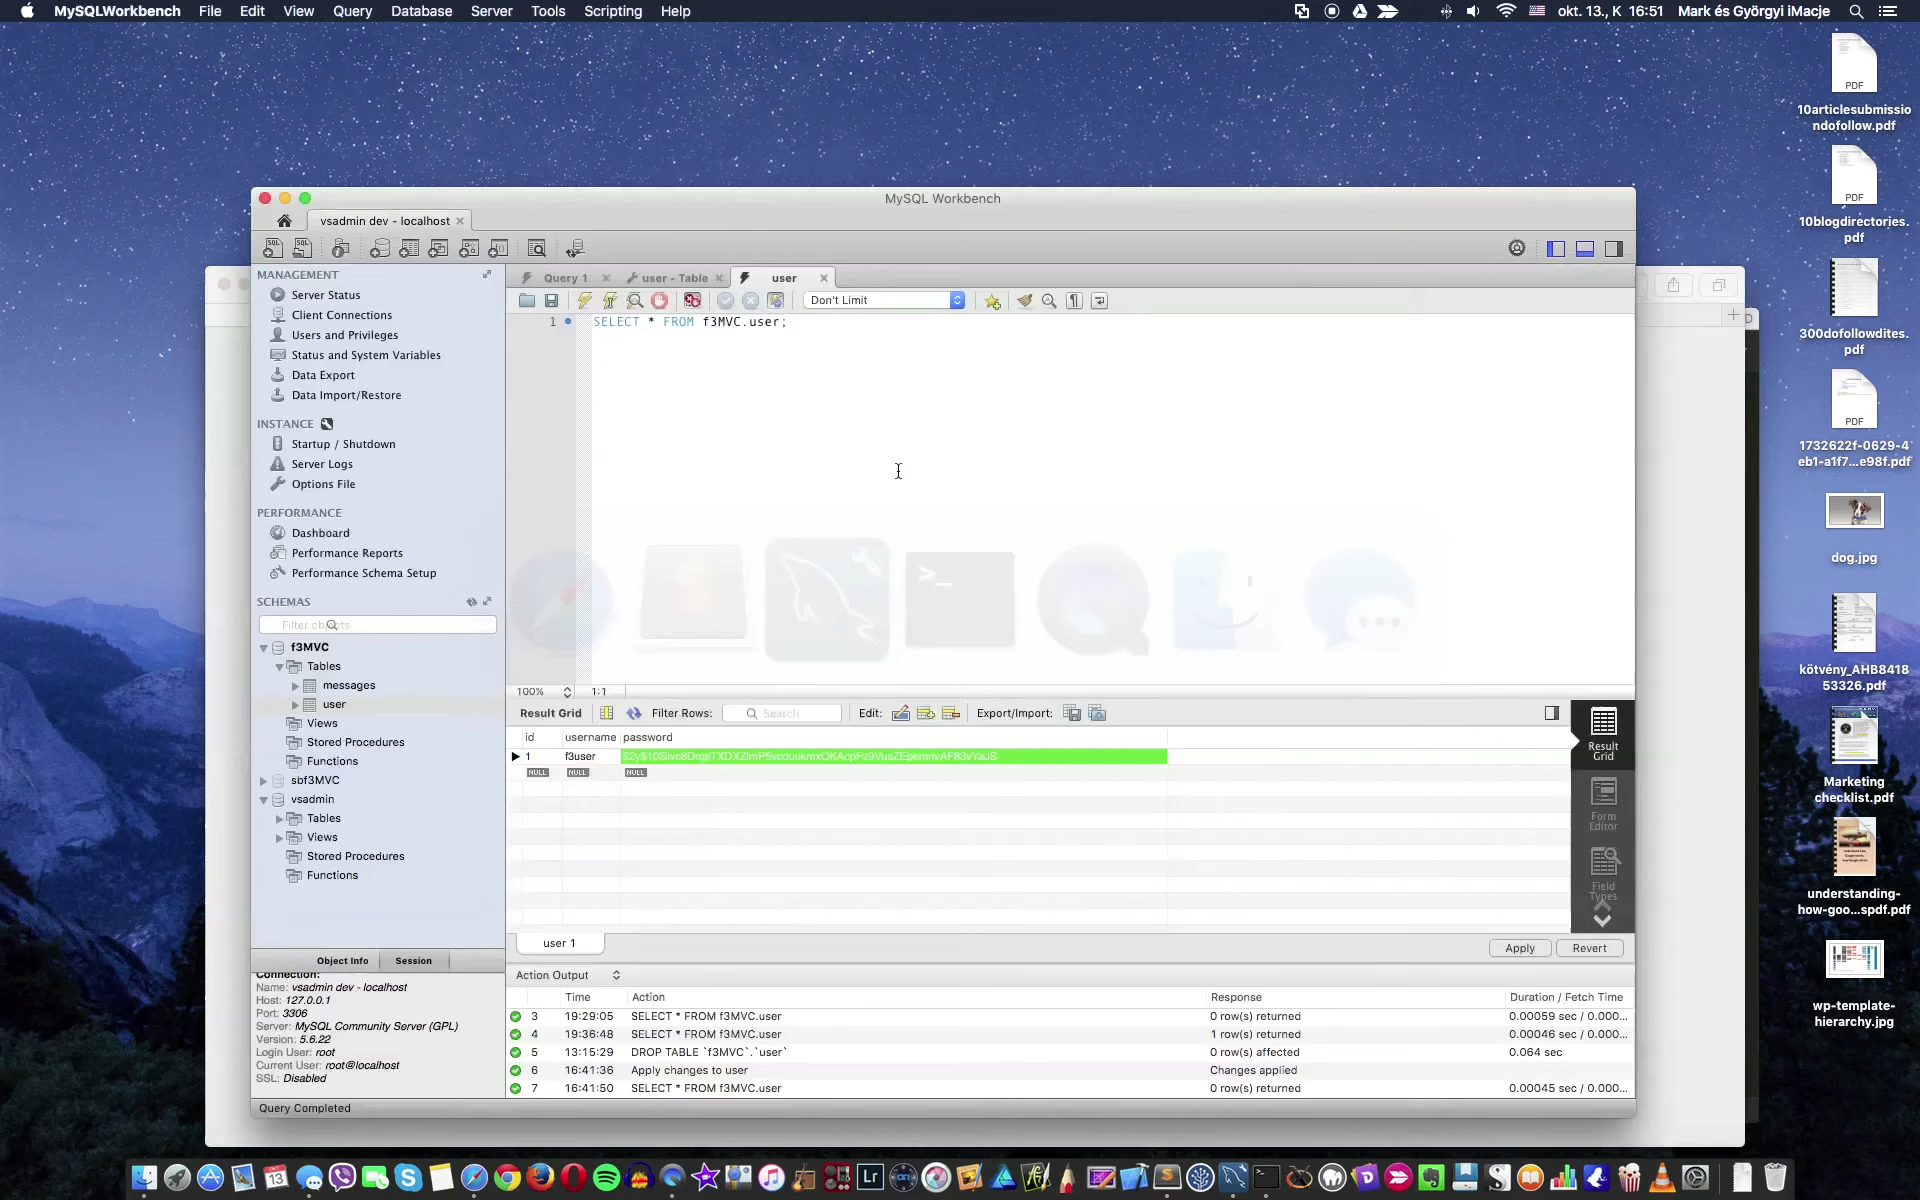 MySQLWorkbench File Edit View Query Database Server Tools Scripting Help
okt. 13., K 16:51 Mark és Györgyi iMacje
MySQL Workbench
vsadmin dev - localhost
MANAGEMENT
Server Status
Client Connections
Users and Privileges
Status and System Variables
Data Export
Data Import/Restore
INSTANCE
Startup / Shutdown
Server Logs
Options File
PERFORMANCE
Dashboard
Performance Reports
Performance Schema Setup
SCHEMAS
Filter objects
f3MVC
Tables
messages
user
Views
Stored Procedures
Functions
sbf3MVC
vsadmin
Tables
Views
Stored Procedures
Functions
Object Info Session
Connection:
Name: vsadmin dev - localhost
Host: 127.0.0.1
Port: 3306
Server: MySQL Community Server (GPL)
Version: 5.6.22
Login User: root
Current User: root@localhost
SSL: Disabled
Query Completed
Query 1 user - Table user
Don't Limit
1 SELECT * FROM f3MVC.user;
100% 1:1
Result Grid Filter Rows: Search Edit: Export/Import:
id username password
1 f3user
NULL NULL NULL
Result Grid
Form Editor
Field Types
user 1
Apply Revert
Action Output
Time Action Response Duration / Fetch Time
3 19:29:05 SELECT * FROM f3MVC.user 0 row(s) returned 0.00059 sec / 0.000...
4 19:36:48 SELECT * FROM f3MVC.user 1 row(s) returned 0.00046 sec / 0.000...
5 13:15:29 DROP TABLE `f3MVC`.`user` 0 row(s) affected 0.064 sec
6 16:41:36 Apply changes to user Changes applied
7 16:41:50 SELECT * FROM f3MVC.user 0 row(s) returned 0.00045 sec / 0.000...
PDF
10articlesubmissio
ndofollow.pdf
PDF
10blogdirectories.
pdf
300dofollowdites.
pdf
PDF
1732622f-0629-4
eb1-a1f7...e98f.pdf
dog.jpg
kötvény_AHB8418
53326.pdf
Marketing
checklist.pdf
understanding-
how-goo...spdf.pdf
wp-template-
hierarchy.jpg